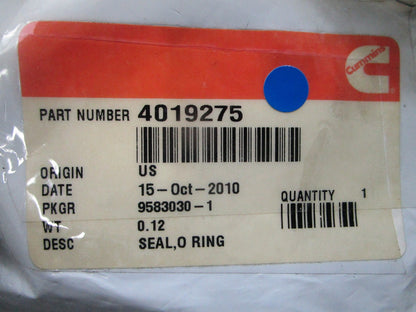 Cummins
PART NUMBER 4019275
ORIGIN US
DATE 15-Oct-2010
PKGR 9583030-1
QUANTITY 1
WT 0.12
DESC SEAL,O RING